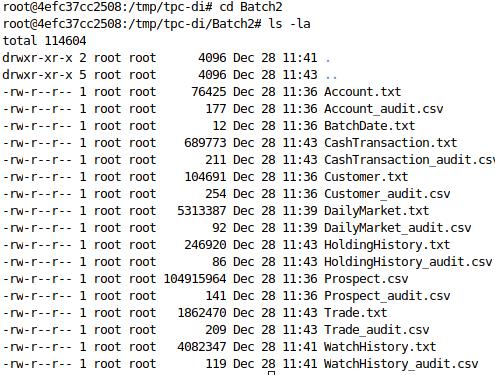 root@4efc37cc2508:/tmp/tpc-di# cd Batch2
root@4efc37cc2508:/tmp/tpc-di/Batch2# ls -la
total 114604
drwxr-xr-x 2 root root      4096 Dec 28 11:41 .
drwxr-xr-x 5 root root      4096 Dec 28 11:43 ..
-rw-r--r-- 1 root root     76425 Dec 28 11:36 Account.txt
-rw-r--r-- 1 root root       177 Dec 28 11:36 Account_audit.csv
-rw-r--r-- 1 root root        12 Dec 28 11:36 BatchDate.txt
-rw-r--r-- 1 root root    689773 Dec 28 11:43 CashTransaction.txt
-rw-r--r-- 1 root root       211 Dec 28 11:43 CashTransaction_audit.csv
-rw-r--r-- 1 root root    104691 Dec 28 11:36 Customer.txt
-rw-r--r-- 1 root root       254 Dec 28 11:36 Customer_audit.csv
-rw-r--r-- 1 root root   5313387 Dec 28 11:39 DailyMarket.txt
-rw-r--r-- 1 root root        92 Dec 28 11:39 DailyMarket_audit.csv
-rw-r--r-- 1 root root    246920 Dec 28 11:43 HoldingHistory.txt
-rw-r--r-- 1 root root        86 Dec 28 11:43 HoldingHistory_audit.csv
-rw-r--r-- 1 root root 104915964 Dec 28 11:36 Prospect.csv
-rw-r--r-- 1 root root       141 Dec 28 11:36 Prospect_audit.csv
-rw-r--r-- 1 root root   1862470 Dec 28 11:43 Trade.txt
-rw-r--r-- 1 root root       209 Dec 28 11:43 Trade_audit.csv
-rw-r--r-- 1 root root   4082347 Dec 28 11:41 WatchHistory.txt
-rw-r--r-- 1 root root       119 Dec 28 11:41 WatchHistory_audit.csv